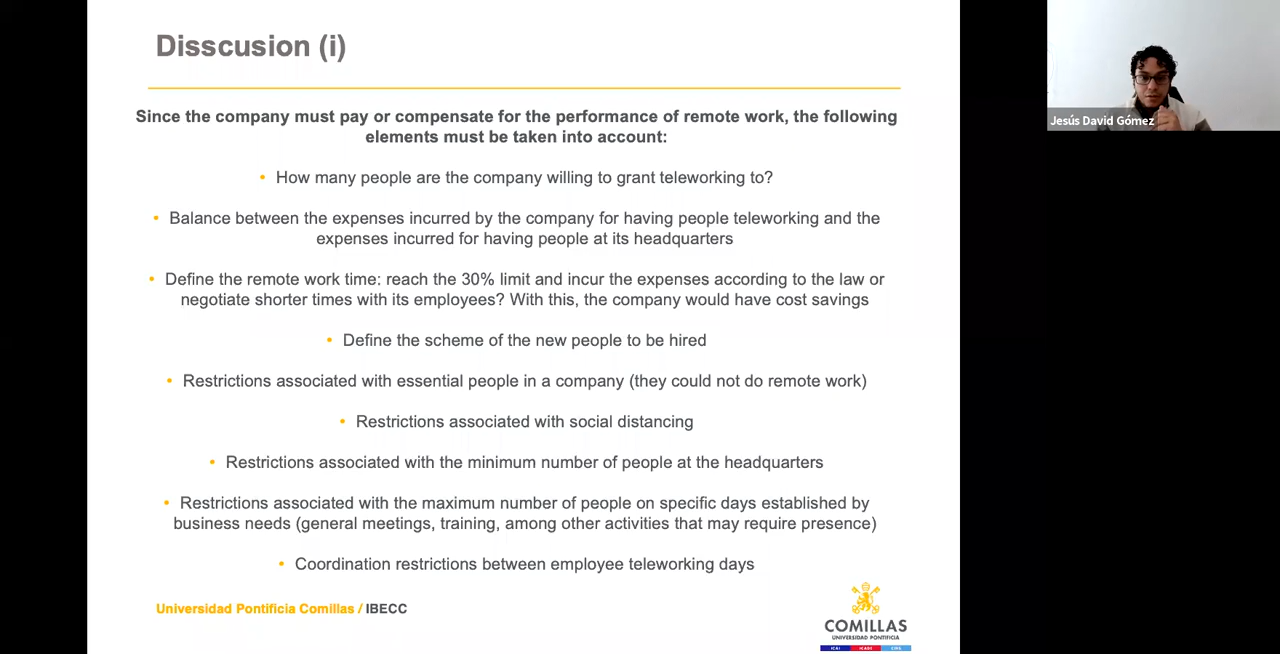 Disscusion (i)
Since the company must pay or compensate for the performance of remote work, the following
elements must be taken into account:
• How many people are the company willing to grant teleworking to?
• Balance between the expenses incurred by the company for having people teleworking and the
expenses incurred for having people at its headquarters
• Define the remote work time: reach the 30% limit and incur the expenses according to the law or
negotiate shorter times with its employees? With this, the company would have cost savings
• Define the scheme of the new people to be hired
• Restrictions associated with essential people in a company (they could not do remote work)
• Restrictions associated with social distancing
• Restrictions associated with the minimum number of people at the headquarters
• Restrictions associated with the maximum number of people on specific days established by
business needs (general meetings, training, among other activities that may require presence)
• Coordination restrictions between employee teleworking days
Universidad Pontificia Comillas / IBECC
COMILLAS
UNIVERSIDAD PONTIFICIA
ICAI ICADE CIHS
Jesús David Gómez